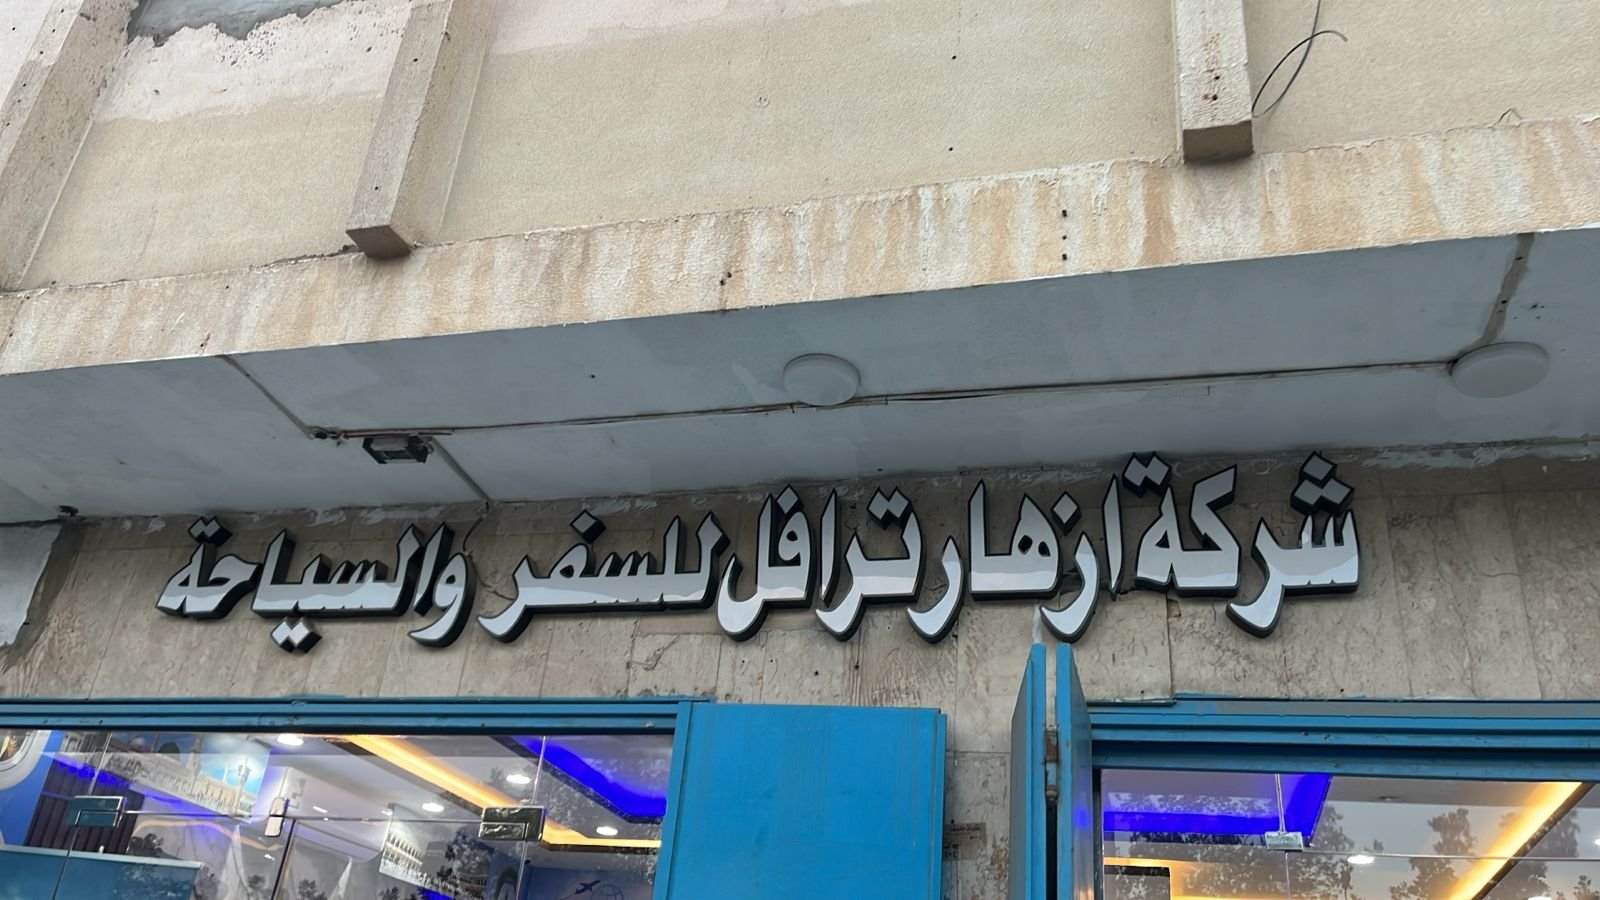 شركة ازهار ترافل للسفر والسياحة